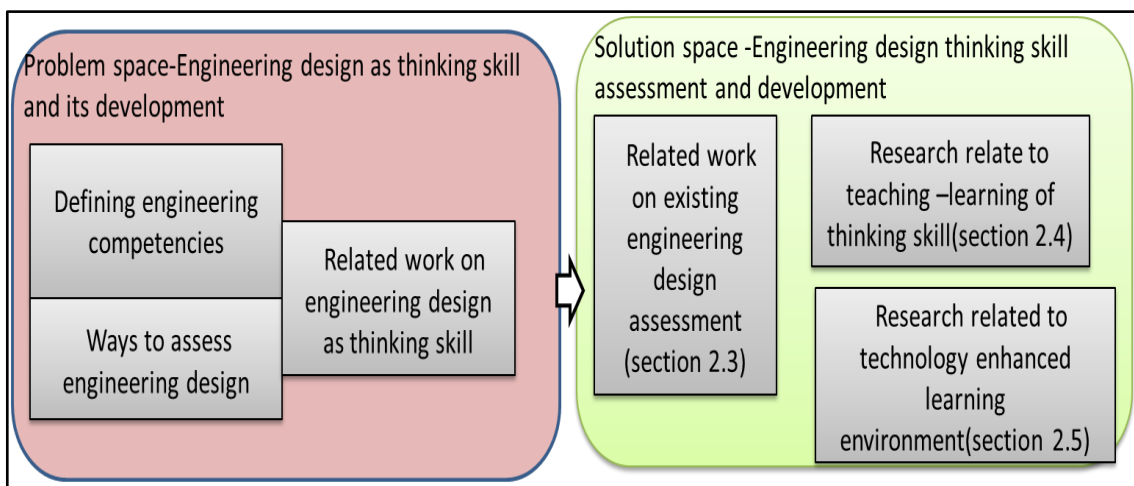 Problem space-Engineering design as thinking skill
and its development
Defining engineering
competencies
Ways to assess
engineering design
Related work on
engineering design
as thinking skill
Solution space -Engineering design thinking skill
assessment and development
Related work
on existing
engineering
design
assessment
(section 2.3)
Research relate to
teaching –learning of
thinking skill(section 2.4)
Research related to
technology enhanced
learning
environment(section 2.5)